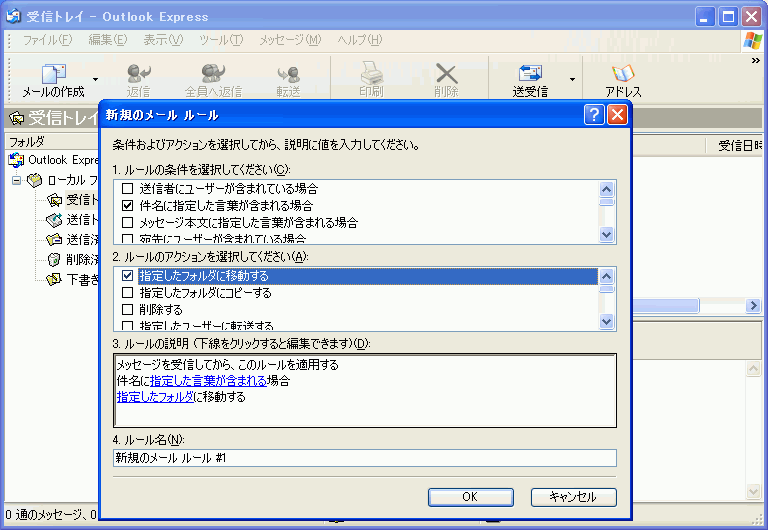 受信トレイ - Outlook Express
ファイル(F) 編集(E) 表示(V) ツール(T) メッセージ(M) ヘルプ(H)
メールの作成 返信 全員へ返信 転送 印刷 削除 送受信 アドレス
受信トレイ
フォルダ
受信日時
Outlook Expre
ローカル フ
受信ト
送信ト
送信済
削除済
下書き
新規のメール ルール
条件およびアクションを選択してから、説明に値を入力してください。
1. ルールの条件を選択してください(C):
送信者にユーザーが含まれている場合
件名に指定した言葉が含まれる場合
メッセージ本文に指定した言葉が含まれる場合
宛先にユーザーが含まれている場合
2. ルールのアクションを選択してください(A):
指定したフォルダに移動する
指定したフォルダにコピーする
削除する
指定したユーザーに転送する
3. ルールの説明 (下線をクリックすると編集できます)(D):
メッセージを受信してから、このルールを適用する
件名に指定した言葉が含まれる場合
指定したフォルダに移動する
4. ルール名(N):
新規のメール ルール #1
OK キャンセル
0 通のメッセージ、0